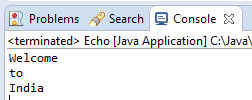 Problems Search Console
<terminated> Echo [Java Application] C:\Java\
Welcome
to
India